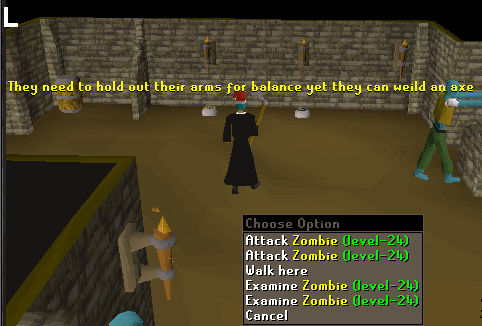 L
They need to hold out their arms for balance yet they can weild an axe
Choose Option
Attack Zombie (level-24)
Attack Zombie (level-24)
Walk here
Examine Zombie (level-24)
Examine Zombie (level-24)
Cancel